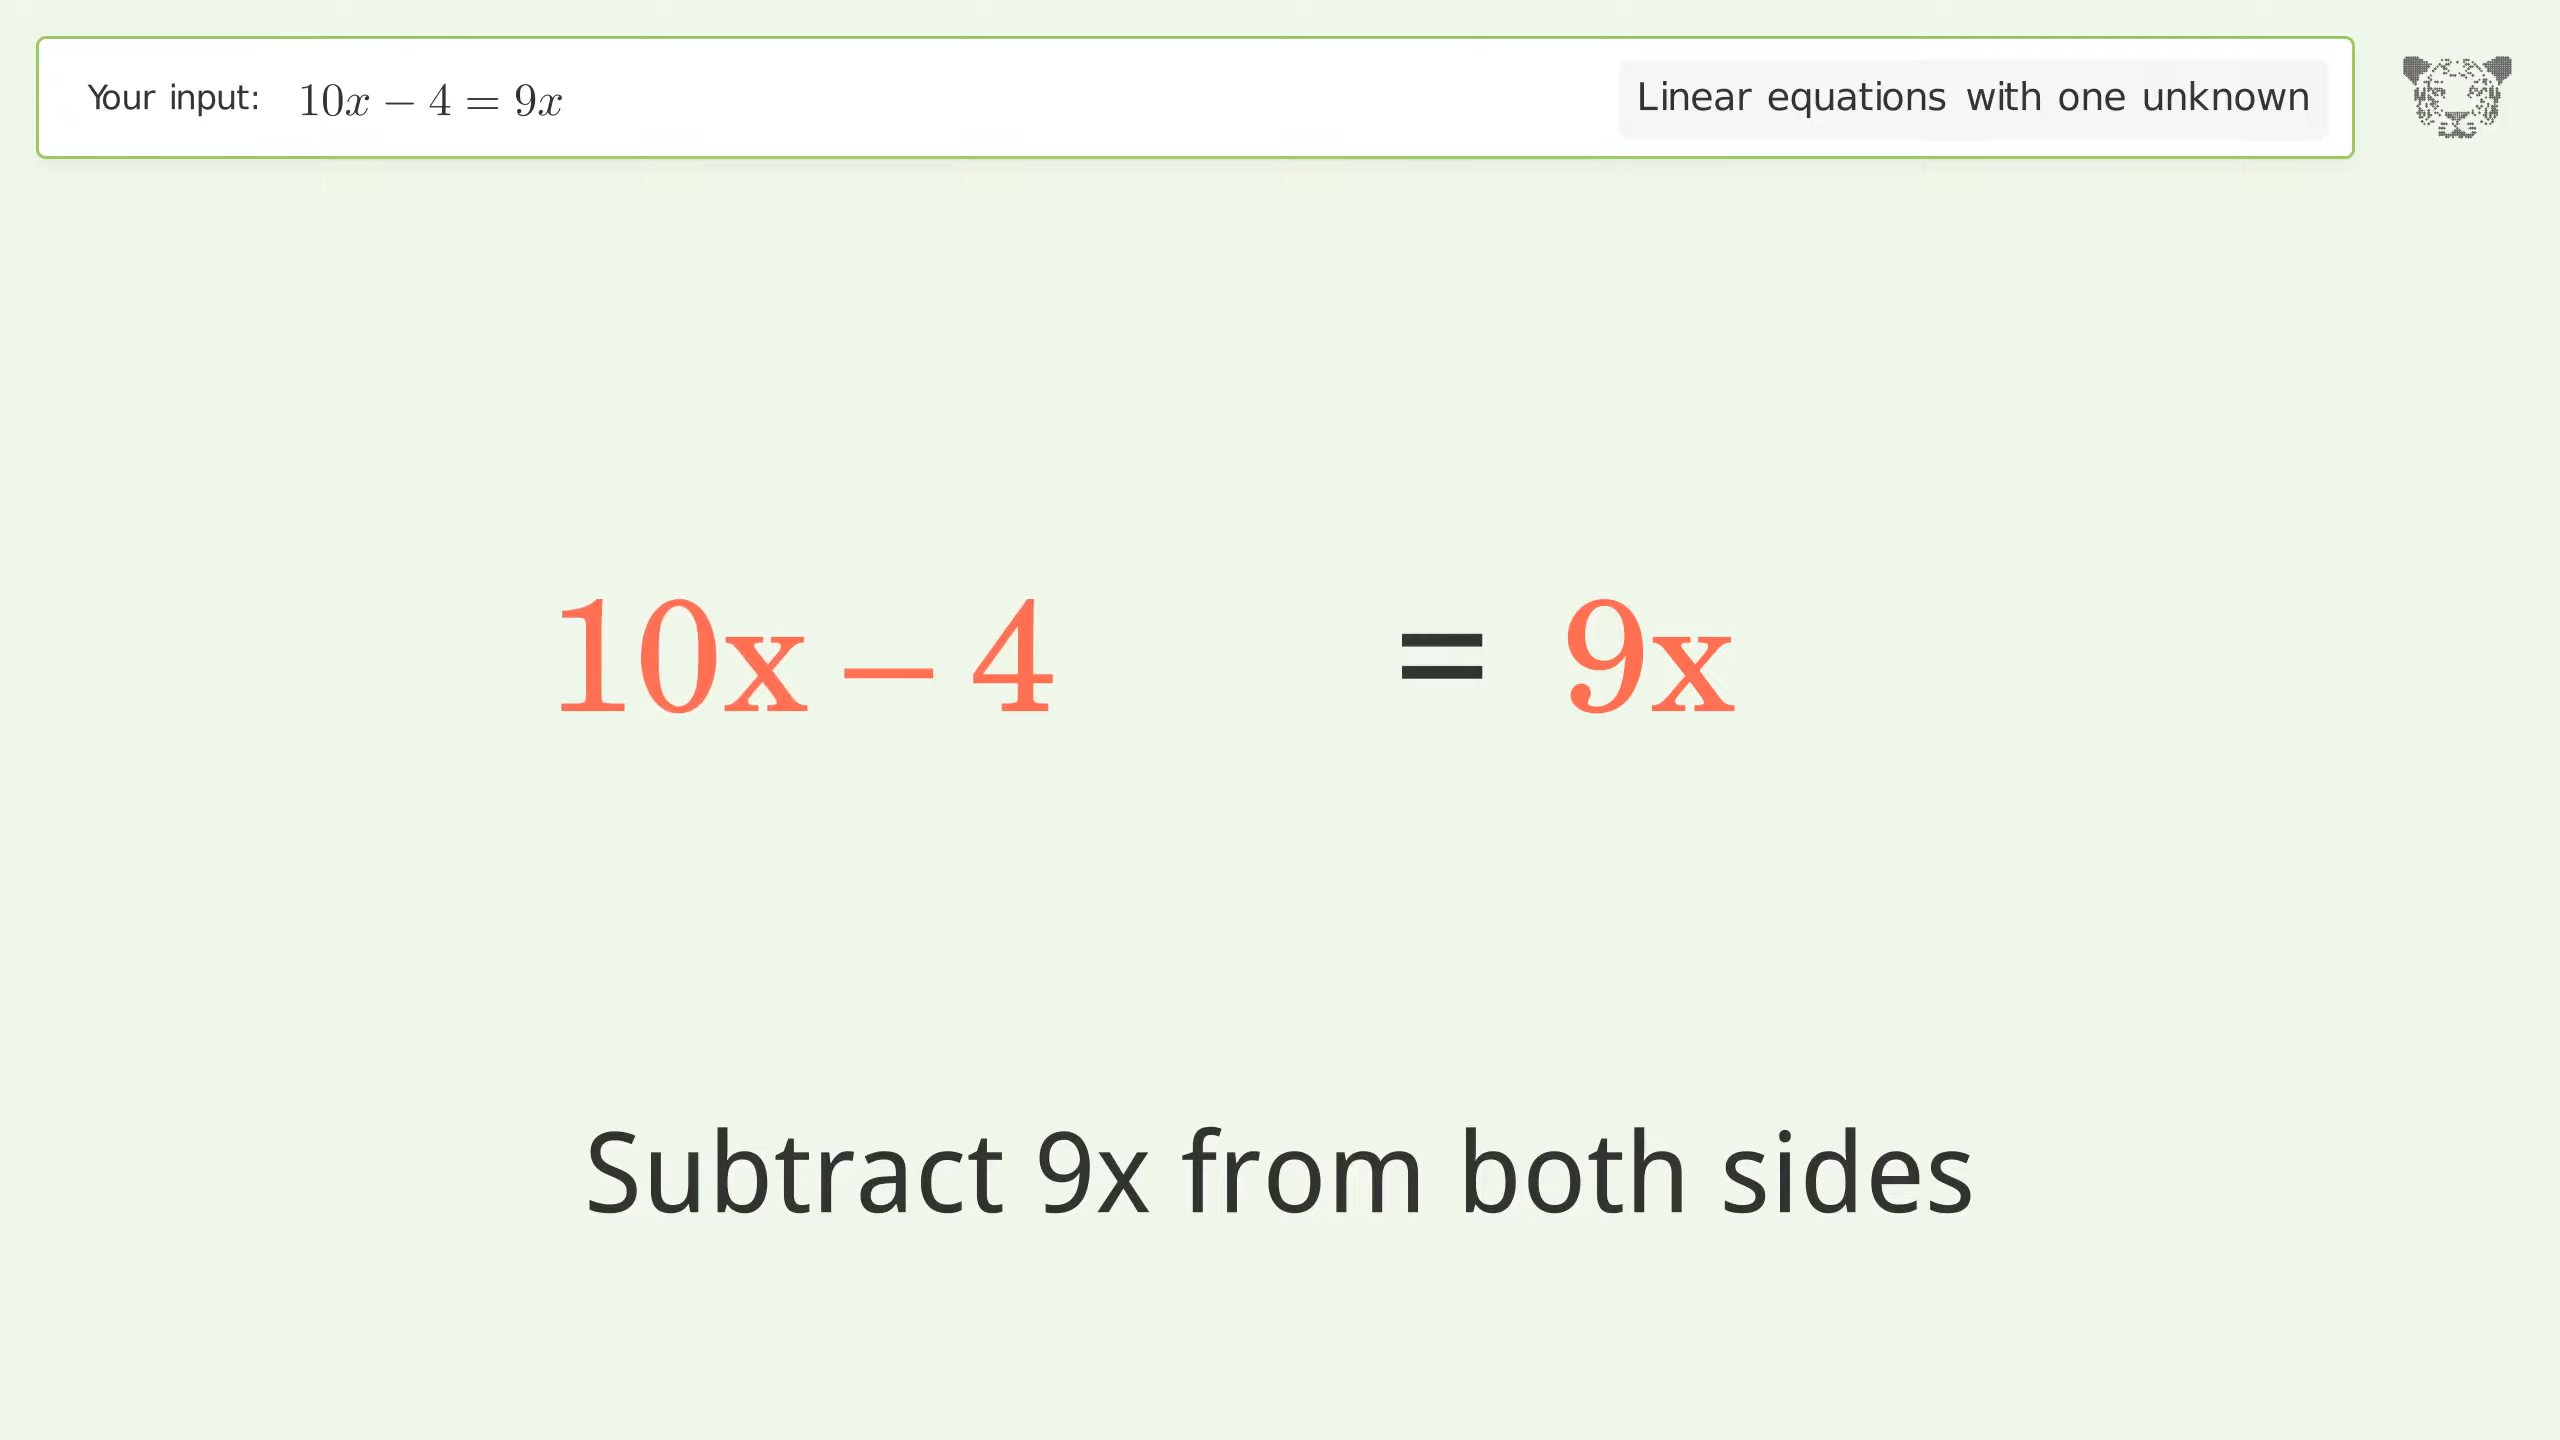 Your input: 10x − 4 = 9x
Linear equations with one unknown
10x − 4 = 9x
Subtract 9x from both sides